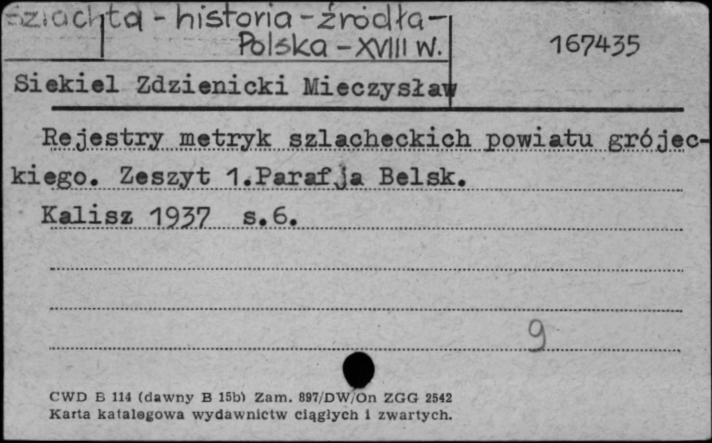 szlachta - historia - źródła -
Polska - XVIII W.
167435
Siekiel Zdzienicki Mieczysław
Rejestry metryk szlacheckich powiatu grójec-
kiego. Zeszyt 1.Parafja Belsk.
Kalisz 1937 s.6.
9
CWD B 114 (dawny B 15b) Zam. 897/DW/On ZGG 2542
Karta katalogowa wydawnictw ciągłych i zwartych.